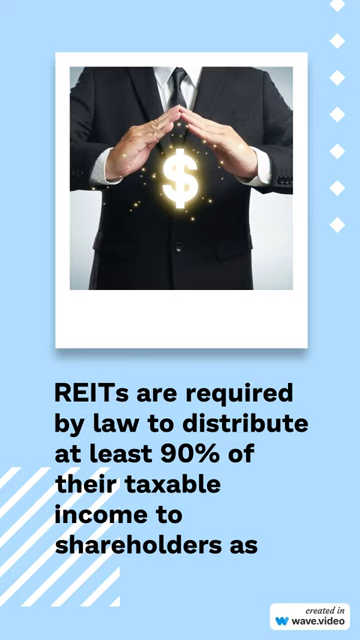 $
REITs are required
by law to distribute
at least 90% of
their taxable
income to
shareholders as
created in
wave.video